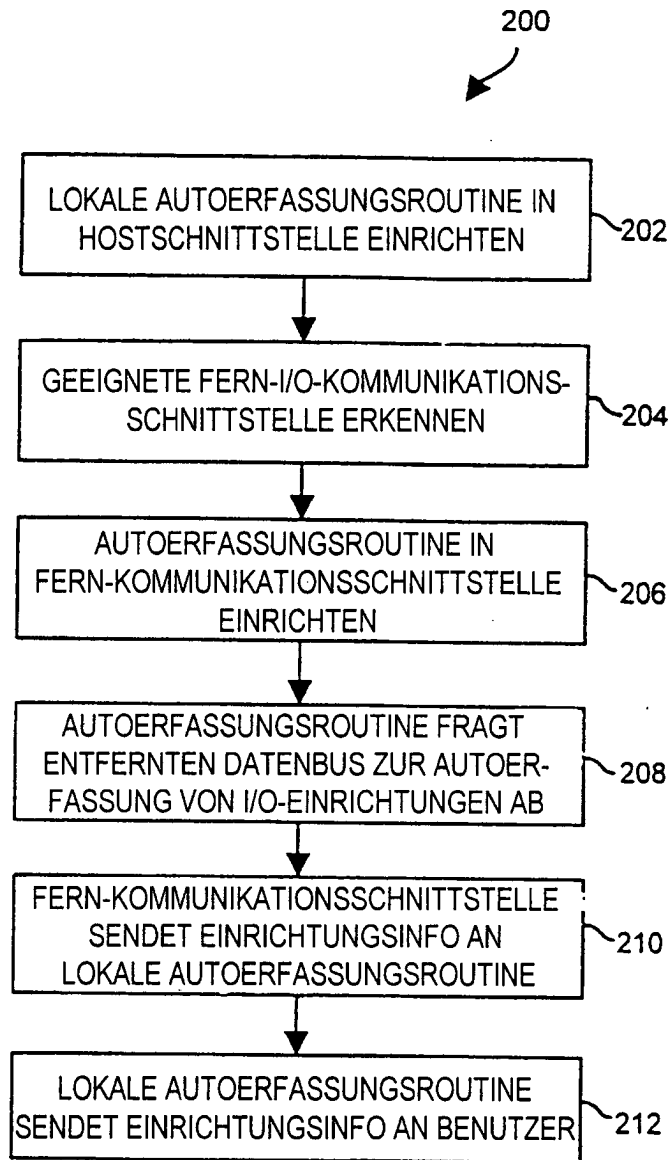 200
LOKALE AUTOERFASSUNGSROUTINE IN
HOSTSCHNITTSTELLE EINRICHTEN
202
GEEIGNETE FERN-I/O-KOMMUNIKATIONS-
SCHNITTSTELLE ERKENNEN
204
AUTOERFASSUNGSROUTINE IN
FERN-KOMMUNIKATIONSSCHNITTSTELLE
EINRICHTEN
206
AUTOERFASSUNGSROUTINE FRAGT
ENTFERNTEN DATENBUS ZUR AUTOER-
FASSUNG VON I/O-EINRICHTUNGEN AB
208
FERN-KOMMUNIKATIONSSCHNITTSTELLE
SENDET EINRICHTUNGSINFO AN
LOKALE AUTOERFASSUNGSROUTINE
210
LOKALE AUTOERFASSUNGSROUTINE
SENDET EINRICHTUNGSINFO AN BENUTZER
212